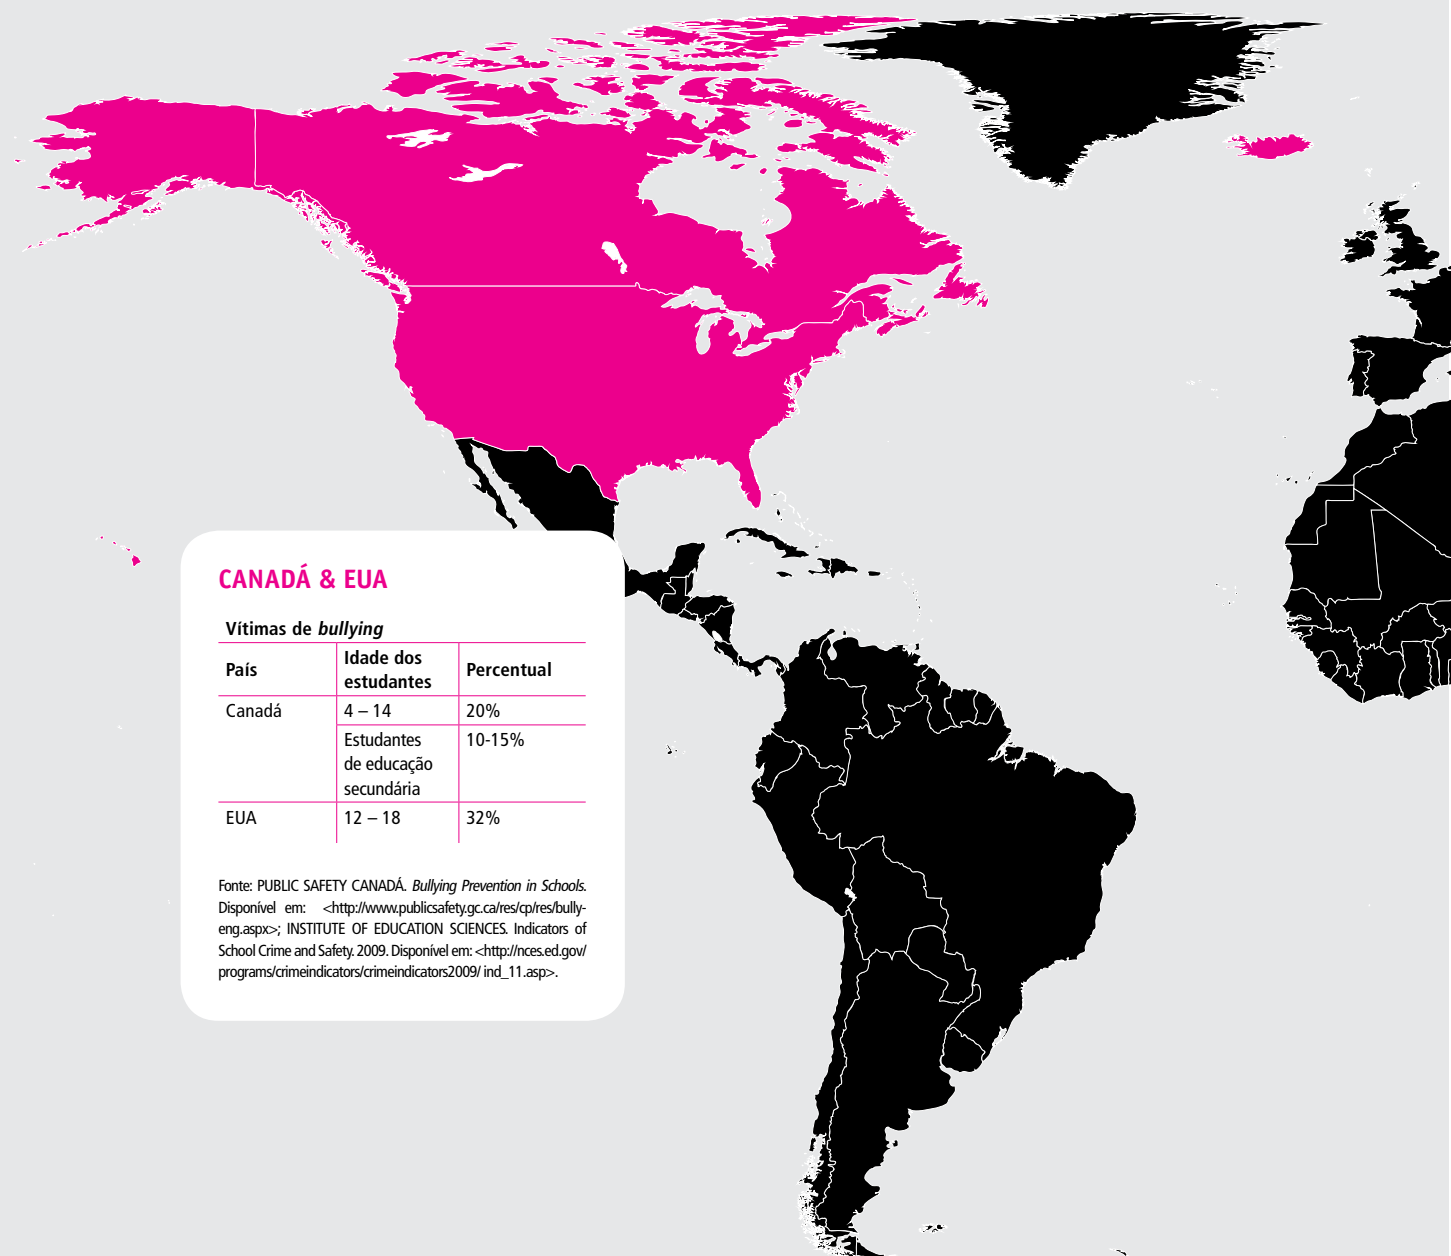 CANADÁ & EUA
Vítimas de bullying
País
Idade dos
estudantes
Percentual
Canadá
4 – 14
20%
Estudantes
de educação
secundária
10-15%
EUA
12 – 18
32%
Fonte: PUBLIC SAFETY CANADÁ. Bullying Prevention in Schools.
Disponível em: <http://www.publicsafety.gc.ca/res/cp/res/bully-
eng.aspx>; INSTITUTE OF EDUCATION SCIENCES. Indicators of
School Crime and Safety. 2009. Disponível em: <http://nces.ed.gov/
programs/crimeindicators/crimeindicators2009/ ind_11.asp>.